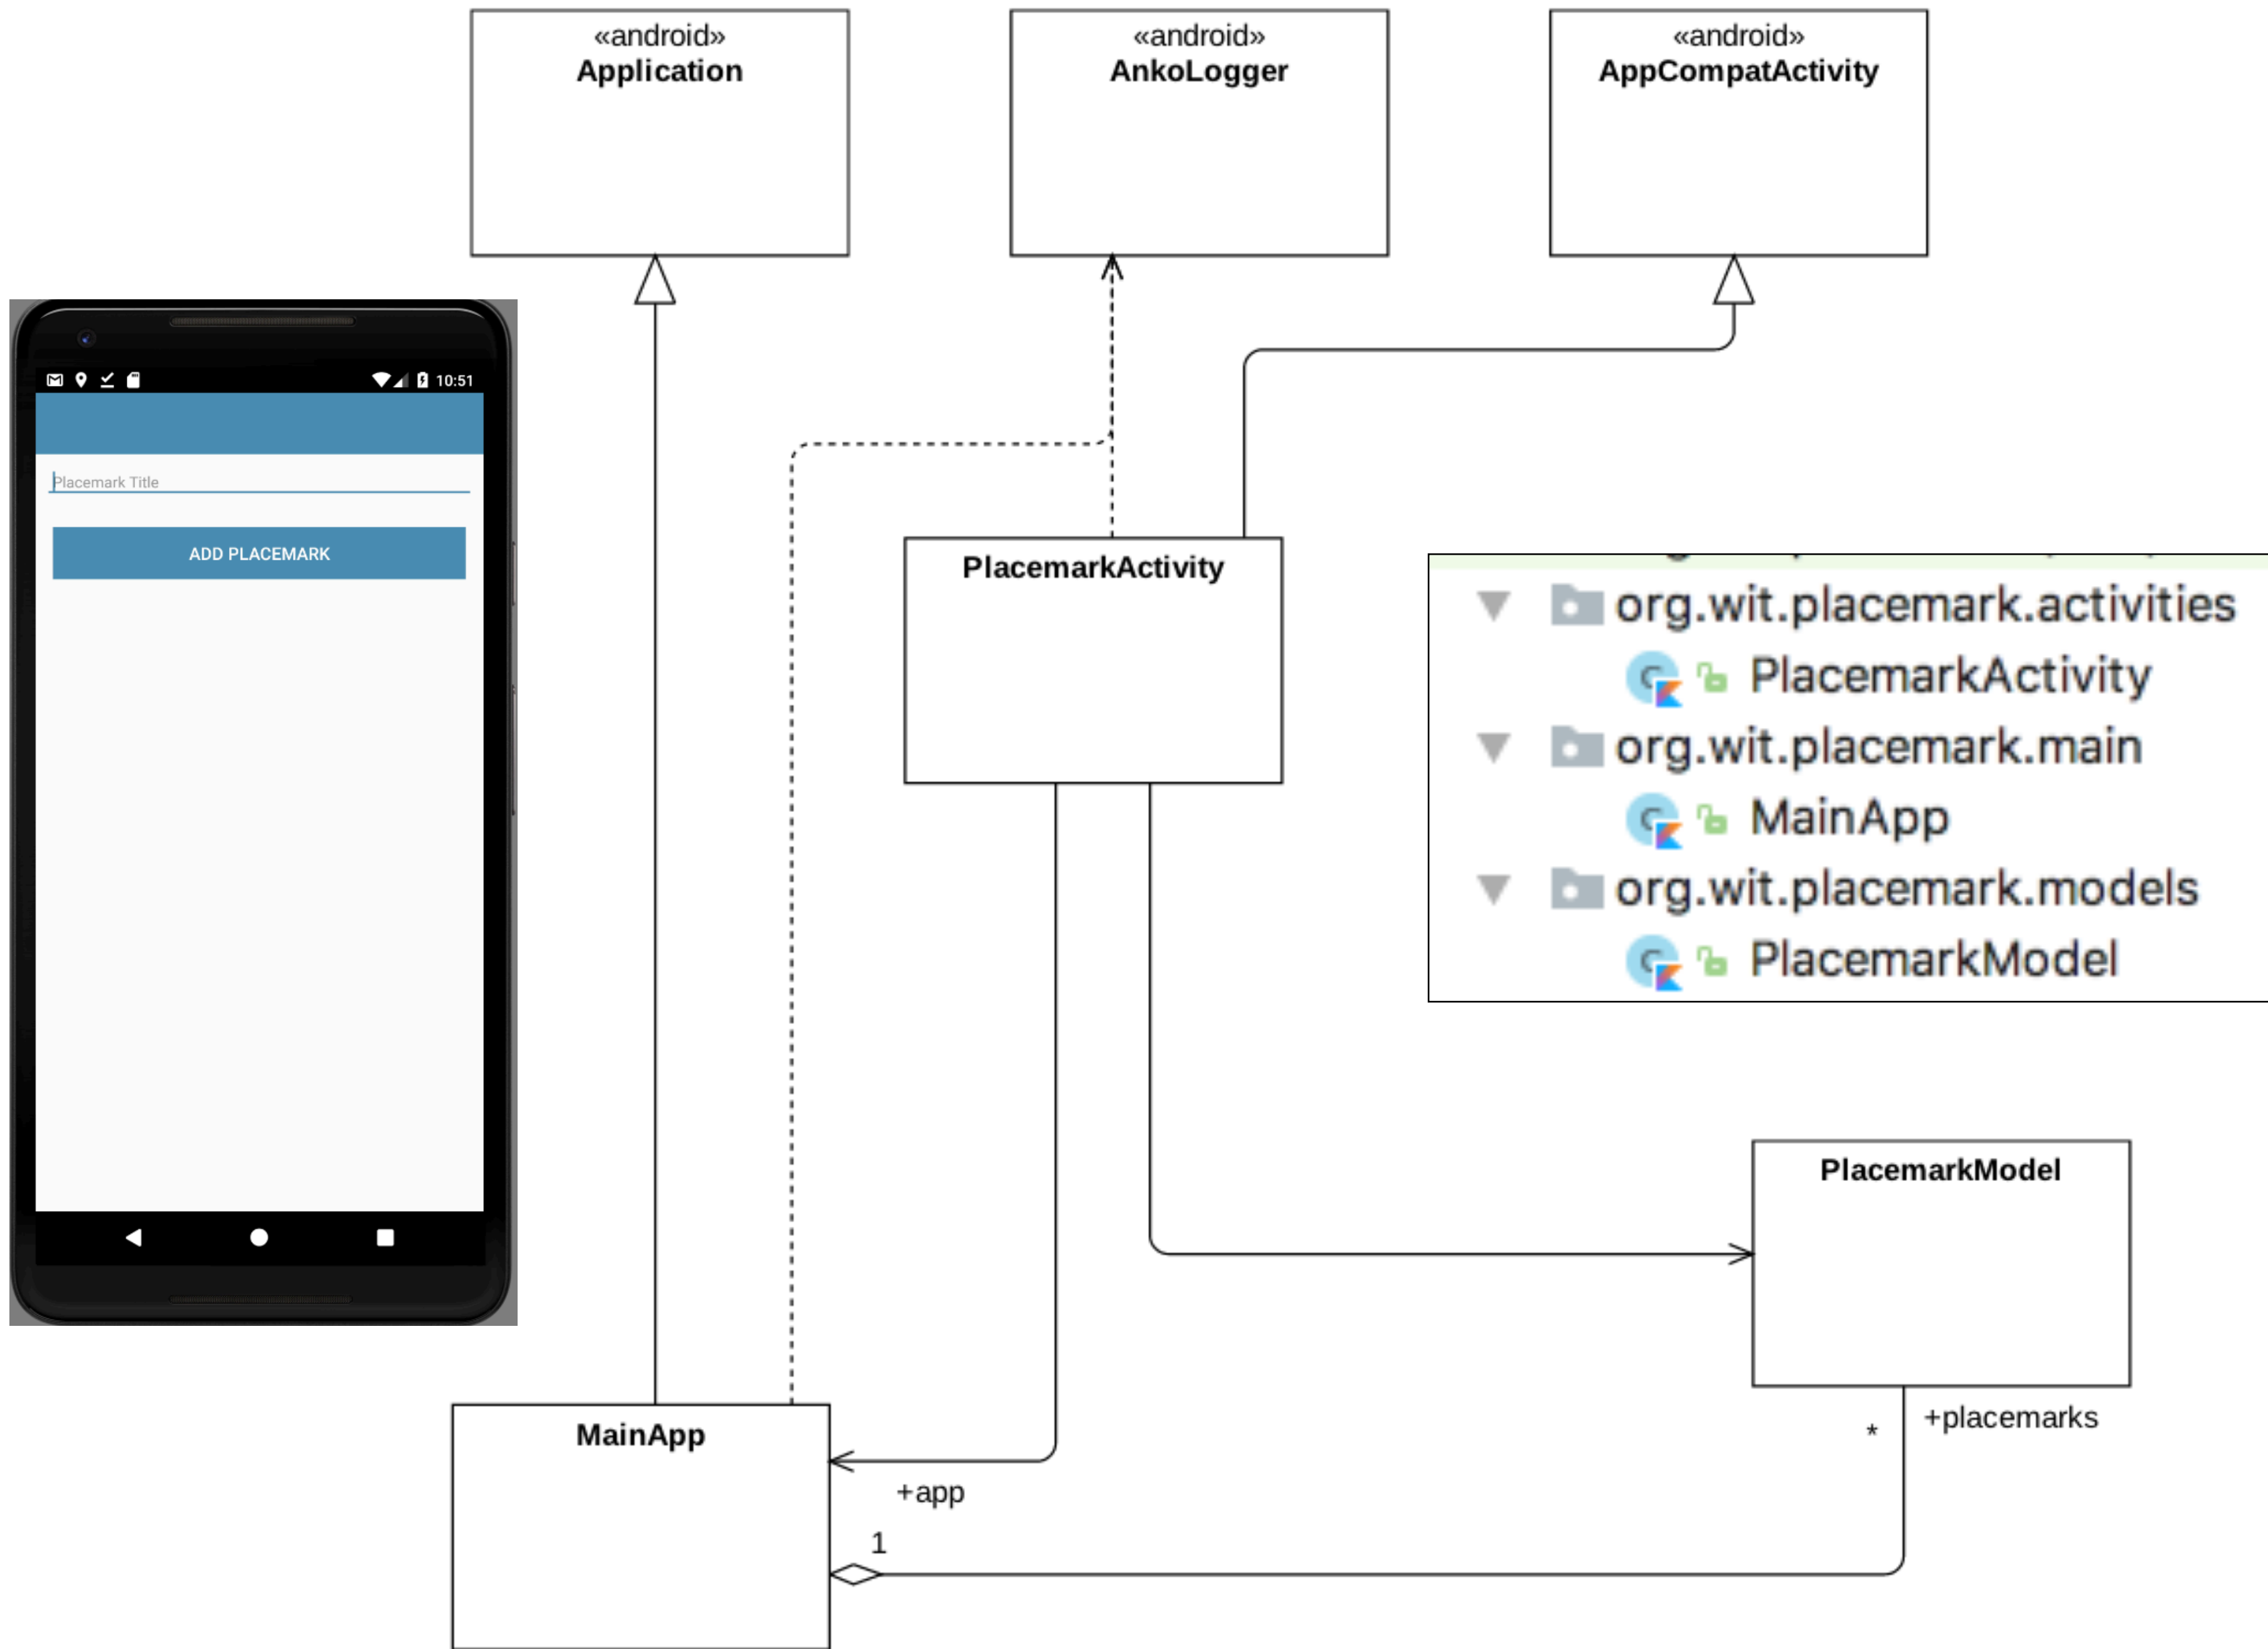 «android»
Application
«android»
AnkoLogger
«android»
AppCompatActivity
10:51
Placemark Title
ADD PLACEMARK
PlacemarkActivity
org.wit.placemark.activities
PlacemarkActivity
org.wit.placemark.main
MainApp
org.wit.placemark.models
PlacemarkModel
PlacemarkModel
* +placemarks
MainApp
+app
1